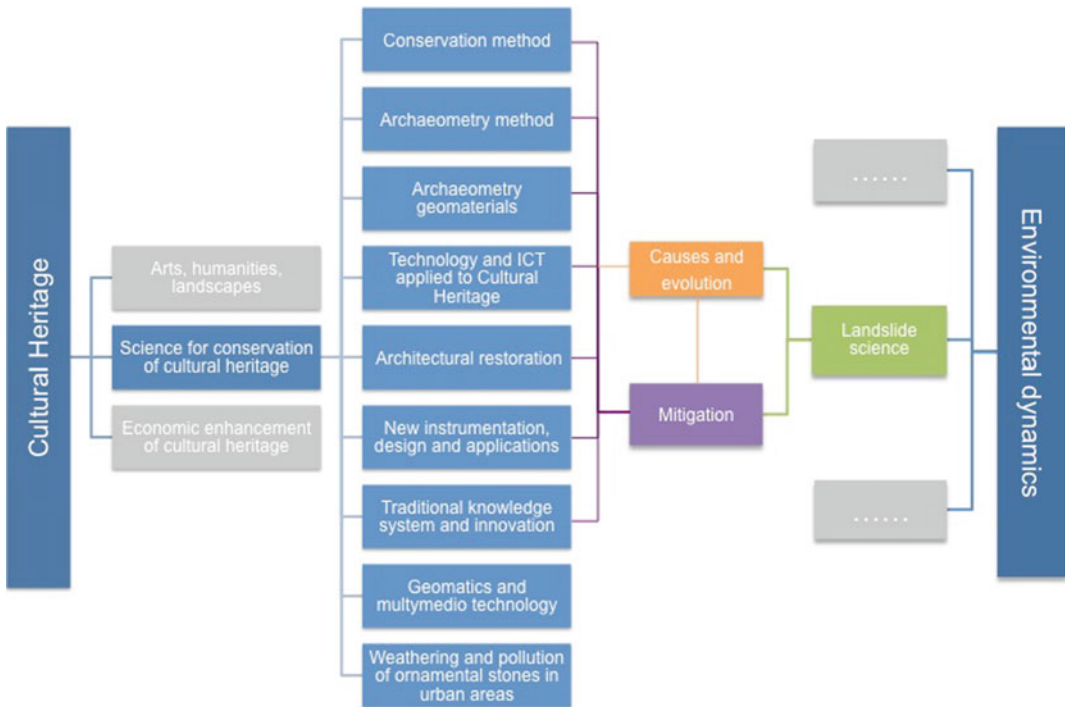 Cultural Heritage
Arts, humanities,
landscapes
Science for conservation
of cultural heritage
Economic enhancement
of cultural heritage
Conservation method
Archaeometry method
Archaeometry
geomaterials
Technology and ICT
applied to Cultural
Heritage
Architectural restoration
New instrumentation,
design and applications
Traditional knowledge
system and innovation
Geomatics and
multymedio technology
Weathering and pollution
of ornamental stones in
urban areas
Causes and
evolution
Mitigation
Landslide
science
......
......
Environmental dynamics